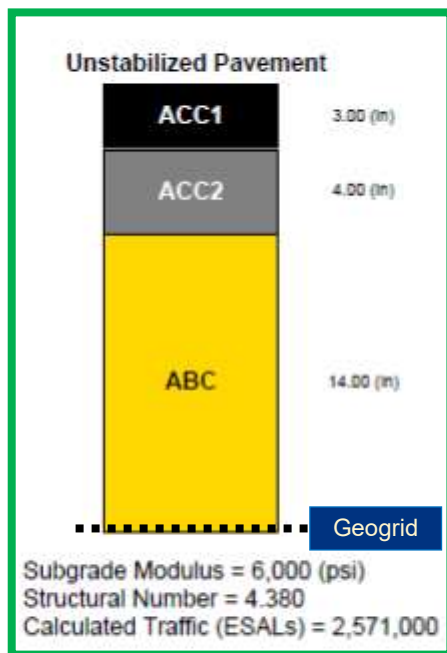 Unstabilized Pavement
ACC1
3.00 (in)
ACC2
4.00 (in)
ABC
14.00 (in)
Geogrid
Subgrade Modulus = 6,000 (psi)
Structural Number = 4.380
Calculated Traffic (ESALs) = 2,571,000